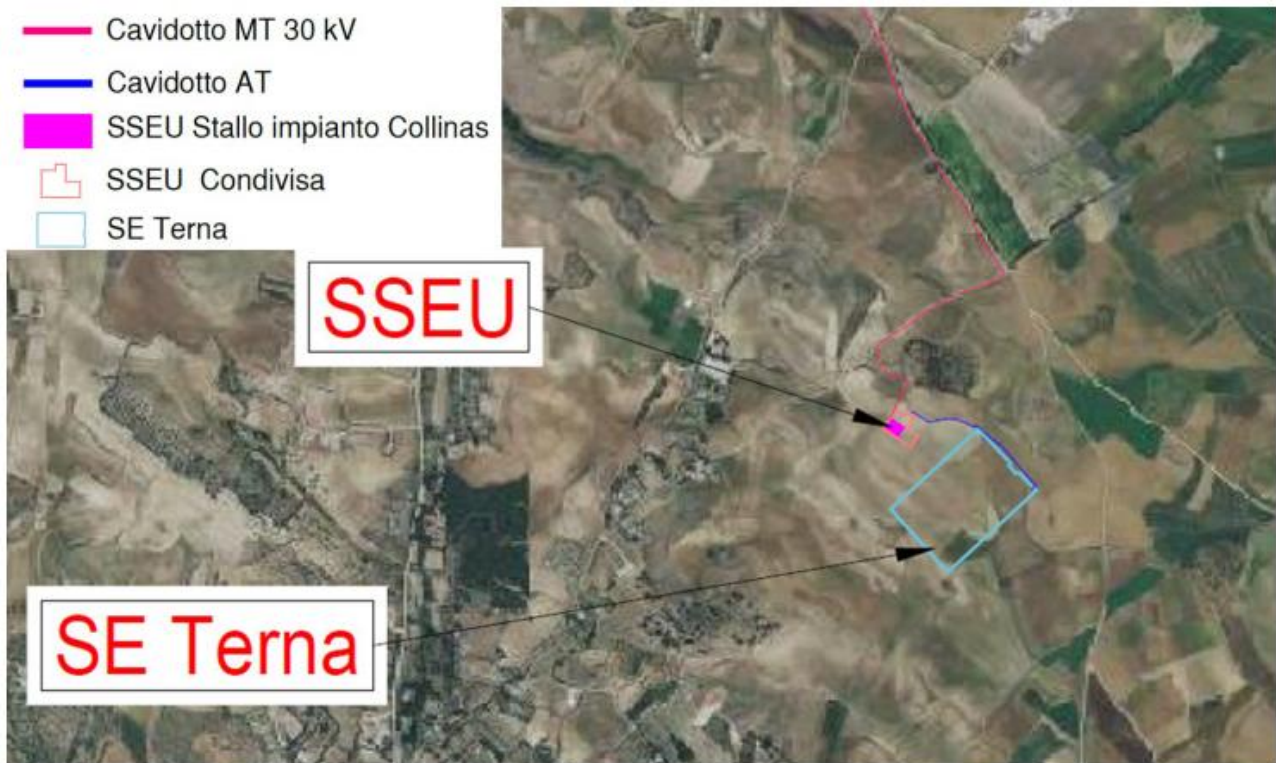 Cavidotto MT 30 kV
Cavidotto AT
SSEU Stallo impianto Collinas
SSEU Condivisa
SE Terna
SSEU
SE Terna